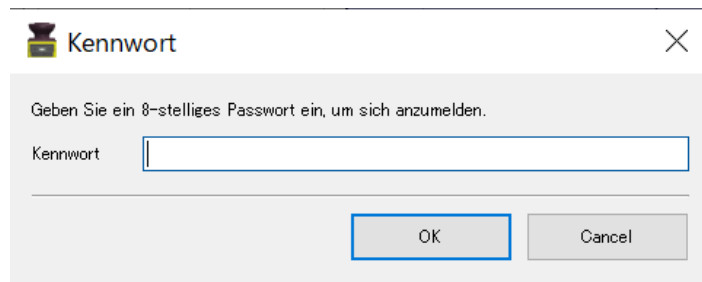 Kennwort
Geben Sie ein 8-stelliges Passwort ein, um sich anzumelden.
Kennwort
OK
Cancel